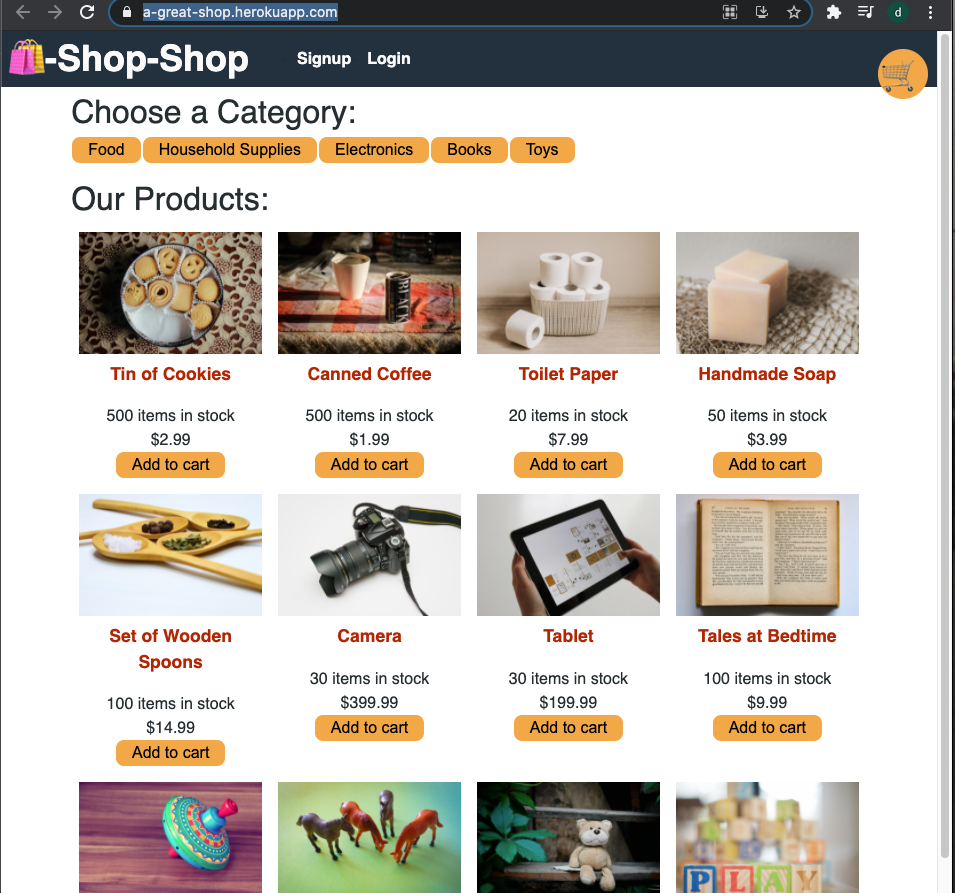 a-great-shop.herokuapp.com
d
-Shop-Shop
Signup Login
Choose a Category:
Food Household Supplies Electronics Books Toys
Our Products:
BLACK
Tin of Cookies Canned Coffee Toilet Paper Handmade Soap
500 items in stock 500 items in stock 20 items in stock 50 items in stock
$2.99 $1.99 $7.99 $3.99
Add to cart Add to cart Add to cart Add to cart
Set of Wooden Spoons Camera Tablet Tales at Bedtime
100 items in stock 30 items in stock 30 items in stock 100 items in stock
$14.99 $399.99 $199.99 $9.99
Add to cart Add to cart Add to cart Add to cart
PLAY